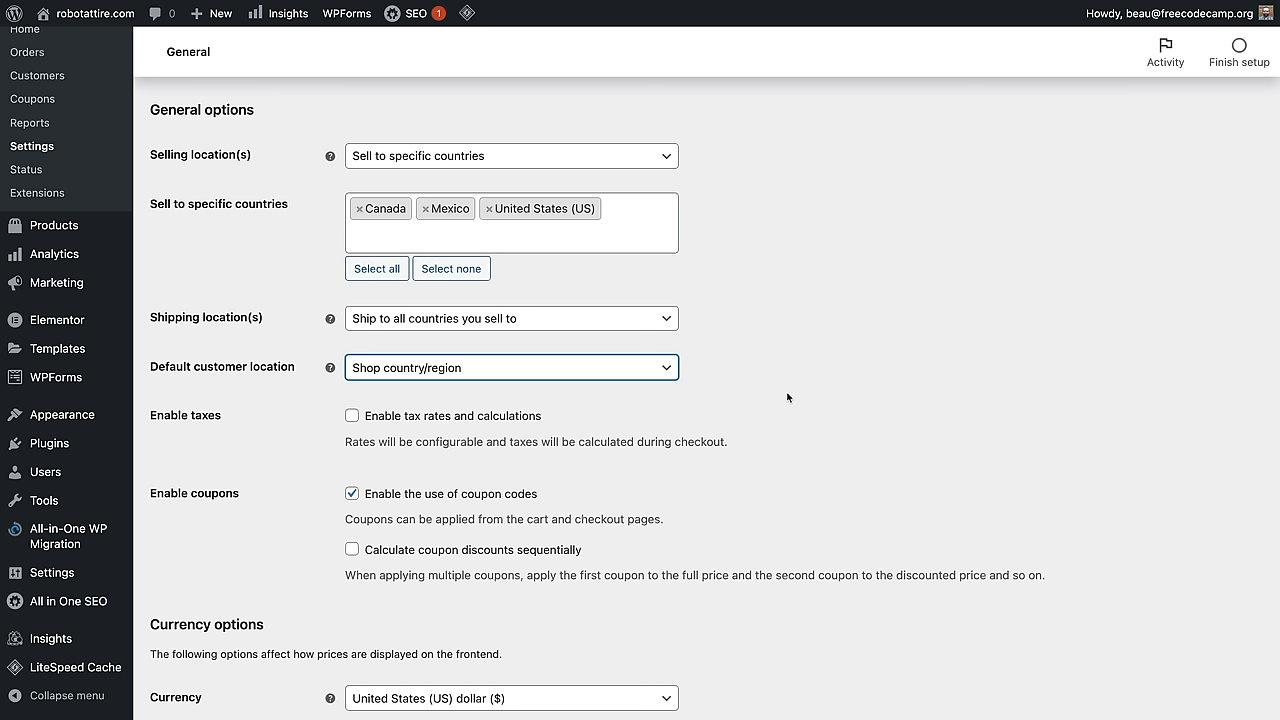 robotattire.com 0 New Insights WPForms SEO 1 Howdy, beau@freecodecamp.org
Home
Orders
Customers
Coupons
Reports
Settings
Status
Extensions
Products
Analytics
Marketing
Elementor
Templates
WPForms
Appearance
Plugins
Users
Tools
All-in-One WP
Migration
Settings
All in One SEO
Insights
LiteSpeed Cache
Collapse menu
General
Activity
Finish setup
General options
Selling location(s) ? Sell to specific countries
Sell to specific countries ×Canada ×Mexico ×United States (US)
Select all Select none
Shipping location(s) ? Ship to all countries you sell to
Default customer location ? Shop country/region
Enable taxes Enable tax rates and calculations
Rates will be configurable and taxes will be calculated during checkout.
Enable coupons Enable the use of coupon codes
Coupons can be applied from the cart and checkout pages.
Calculate coupon discounts sequentially
When applying multiple coupons, apply the first coupon to the full price and the second coupon to the discounted price and so on.
Currency options
The following options affect how prices are displayed on the frontend.
Currency ? United States (US) dollar ($)